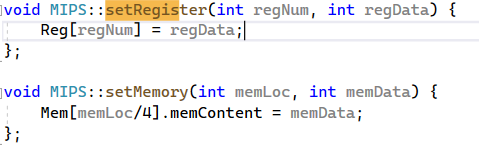 void MIPS::setRegister(int regNum, int regData) {
    Reg[regNum] = regData;
};
void MIPS::setMemory(int memLoc, int memData) {
    Mem[memLoc/4].memContent = memData;
};